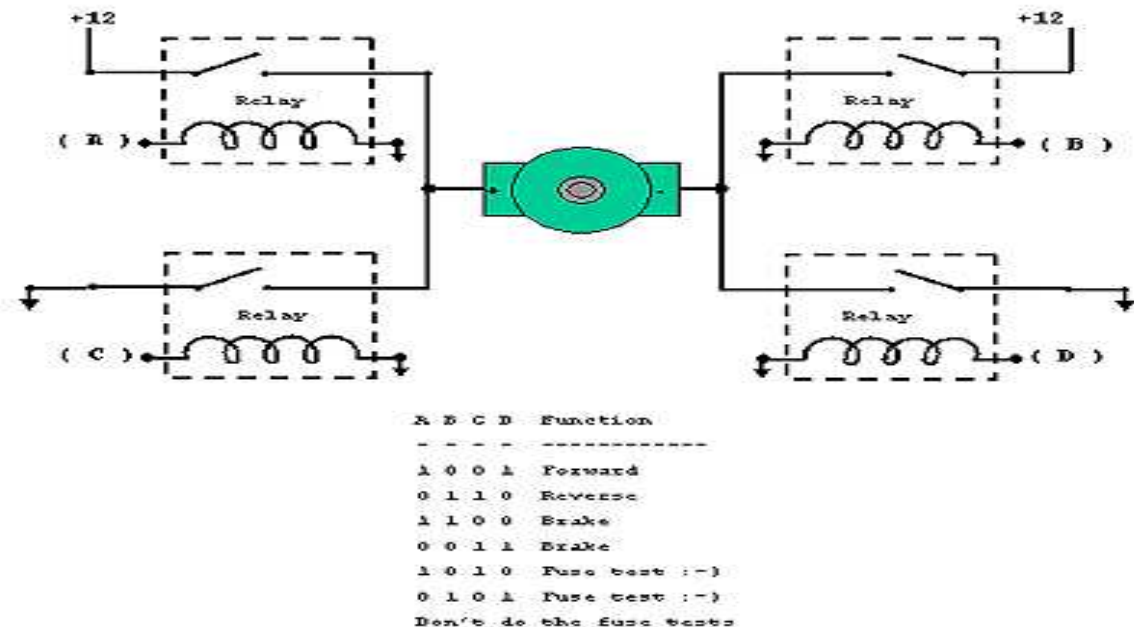 +12 +12
Relay Relay
( A ) ( B )
Relay Relay
( C ) ( D )
A B C D Function
- - - - ------------
1 0 0 1 Forward
0 1 1 0 Reverse
1 1 0 0 Brake
0 0 1 1 Brake
1 0 1 0 Fuse test :-)
0 1 0 1 Fuse test :-)
Don't do the fuse tests